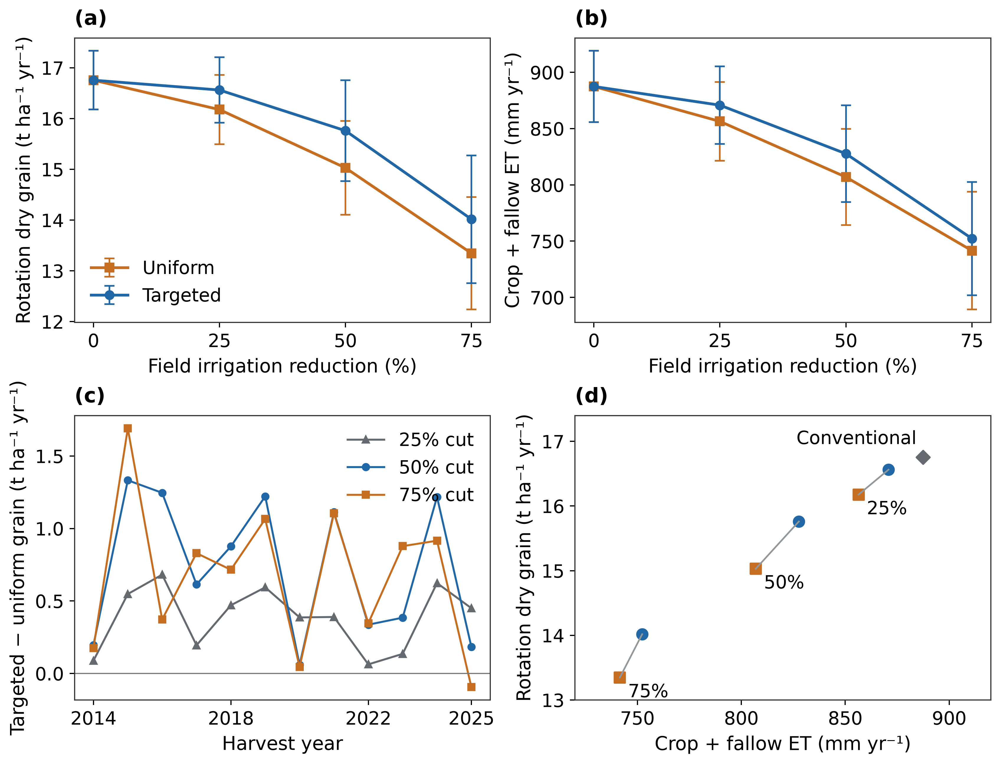 (a)
Rotation dry grain (t ha⁻¹ yr⁻¹)
17
16
15
14
13
12
Uniform
Targeted
0 25 50 75
Field irrigation reduction (%)
(b)
Crop + fallow ET (mm yr⁻¹)
900
850
800
750
700
0 25 50 75
Field irrigation reduction (%)
(c)
Targeted − uniform grain (t ha⁻¹ yr⁻¹)
1.5
1.0
0.5
0.0
25% cut
50% cut
75% cut
2014 2018 2022 2025
Harvest year
(d)
Rotation dry grain (t ha⁻¹ yr⁻¹)
17
16
15
14
13
Conventional
25%
50%
75%
750 800 850 900
Crop + fallow ET (mm yr⁻¹)